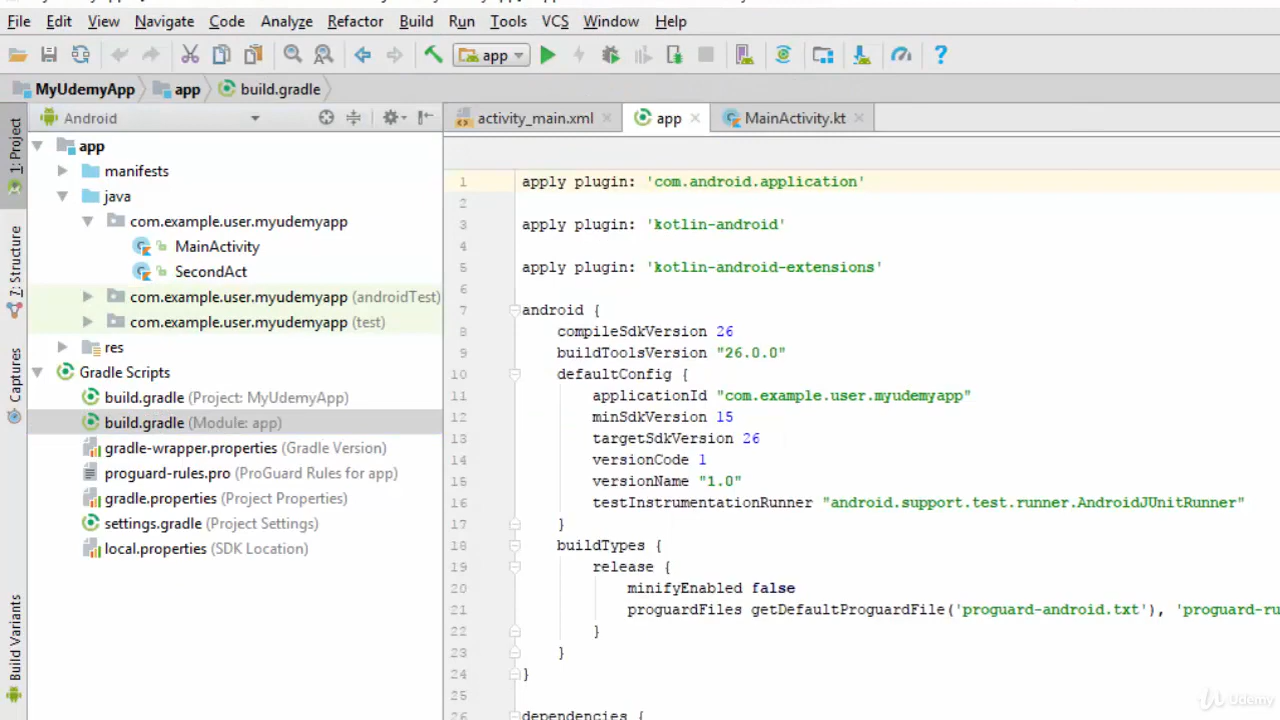 File Edit View Navigate Code Analyze Refactor Build Run Tools VCS Window Help
app
MyUdemyApp app build.gradle
Android
activity_main.xml app MainActivity.kt
1: Project
Z: Structure
Captures
Build Variants
app
manifests
java
com.example.user.myudemyapp
MainActivity
SecondAct
com.example.user.myudemyapp (androidTest)
com.example.user.myudemyapp (test)
res
Gradle Scripts
build.gradle (Project: MyUdemyApp)
build.gradle (Module: app)
gradle-wrapper.properties (Gradle Version)
proguard-rules.pro (ProGuard Rules for app)
gradle.properties (Project Properties)
settings.gradle (Project Settings)
local.properties (SDK Location)
1 apply plugin: 'com.android.application'
2
3 apply plugin: 'kotlin-android'
4
5 apply plugin: 'kotlin-android-extensions'
6
7 android {
8 compileSdkVersion 26
9 buildToolsVersion "26.0.0"
10 defaultConfig {
11 applicationId "com.example.user.myudemyapp"
12 minSdkVersion 15
13 targetSdkVersion 26
14 versionCode 1
15 versionName "1.0"
16 testInstrumentationRunner "android.support.test.runner.AndroidJUnitRunner"
17 }
18 buildTypes {
19 release {
20 minifyEnabled false
21 proguardFiles getDefaultProguardFile('proguard-android.txt'), 'proguard-ru
22 }
23 }
24 }
25
26 dependencies {
Udemy